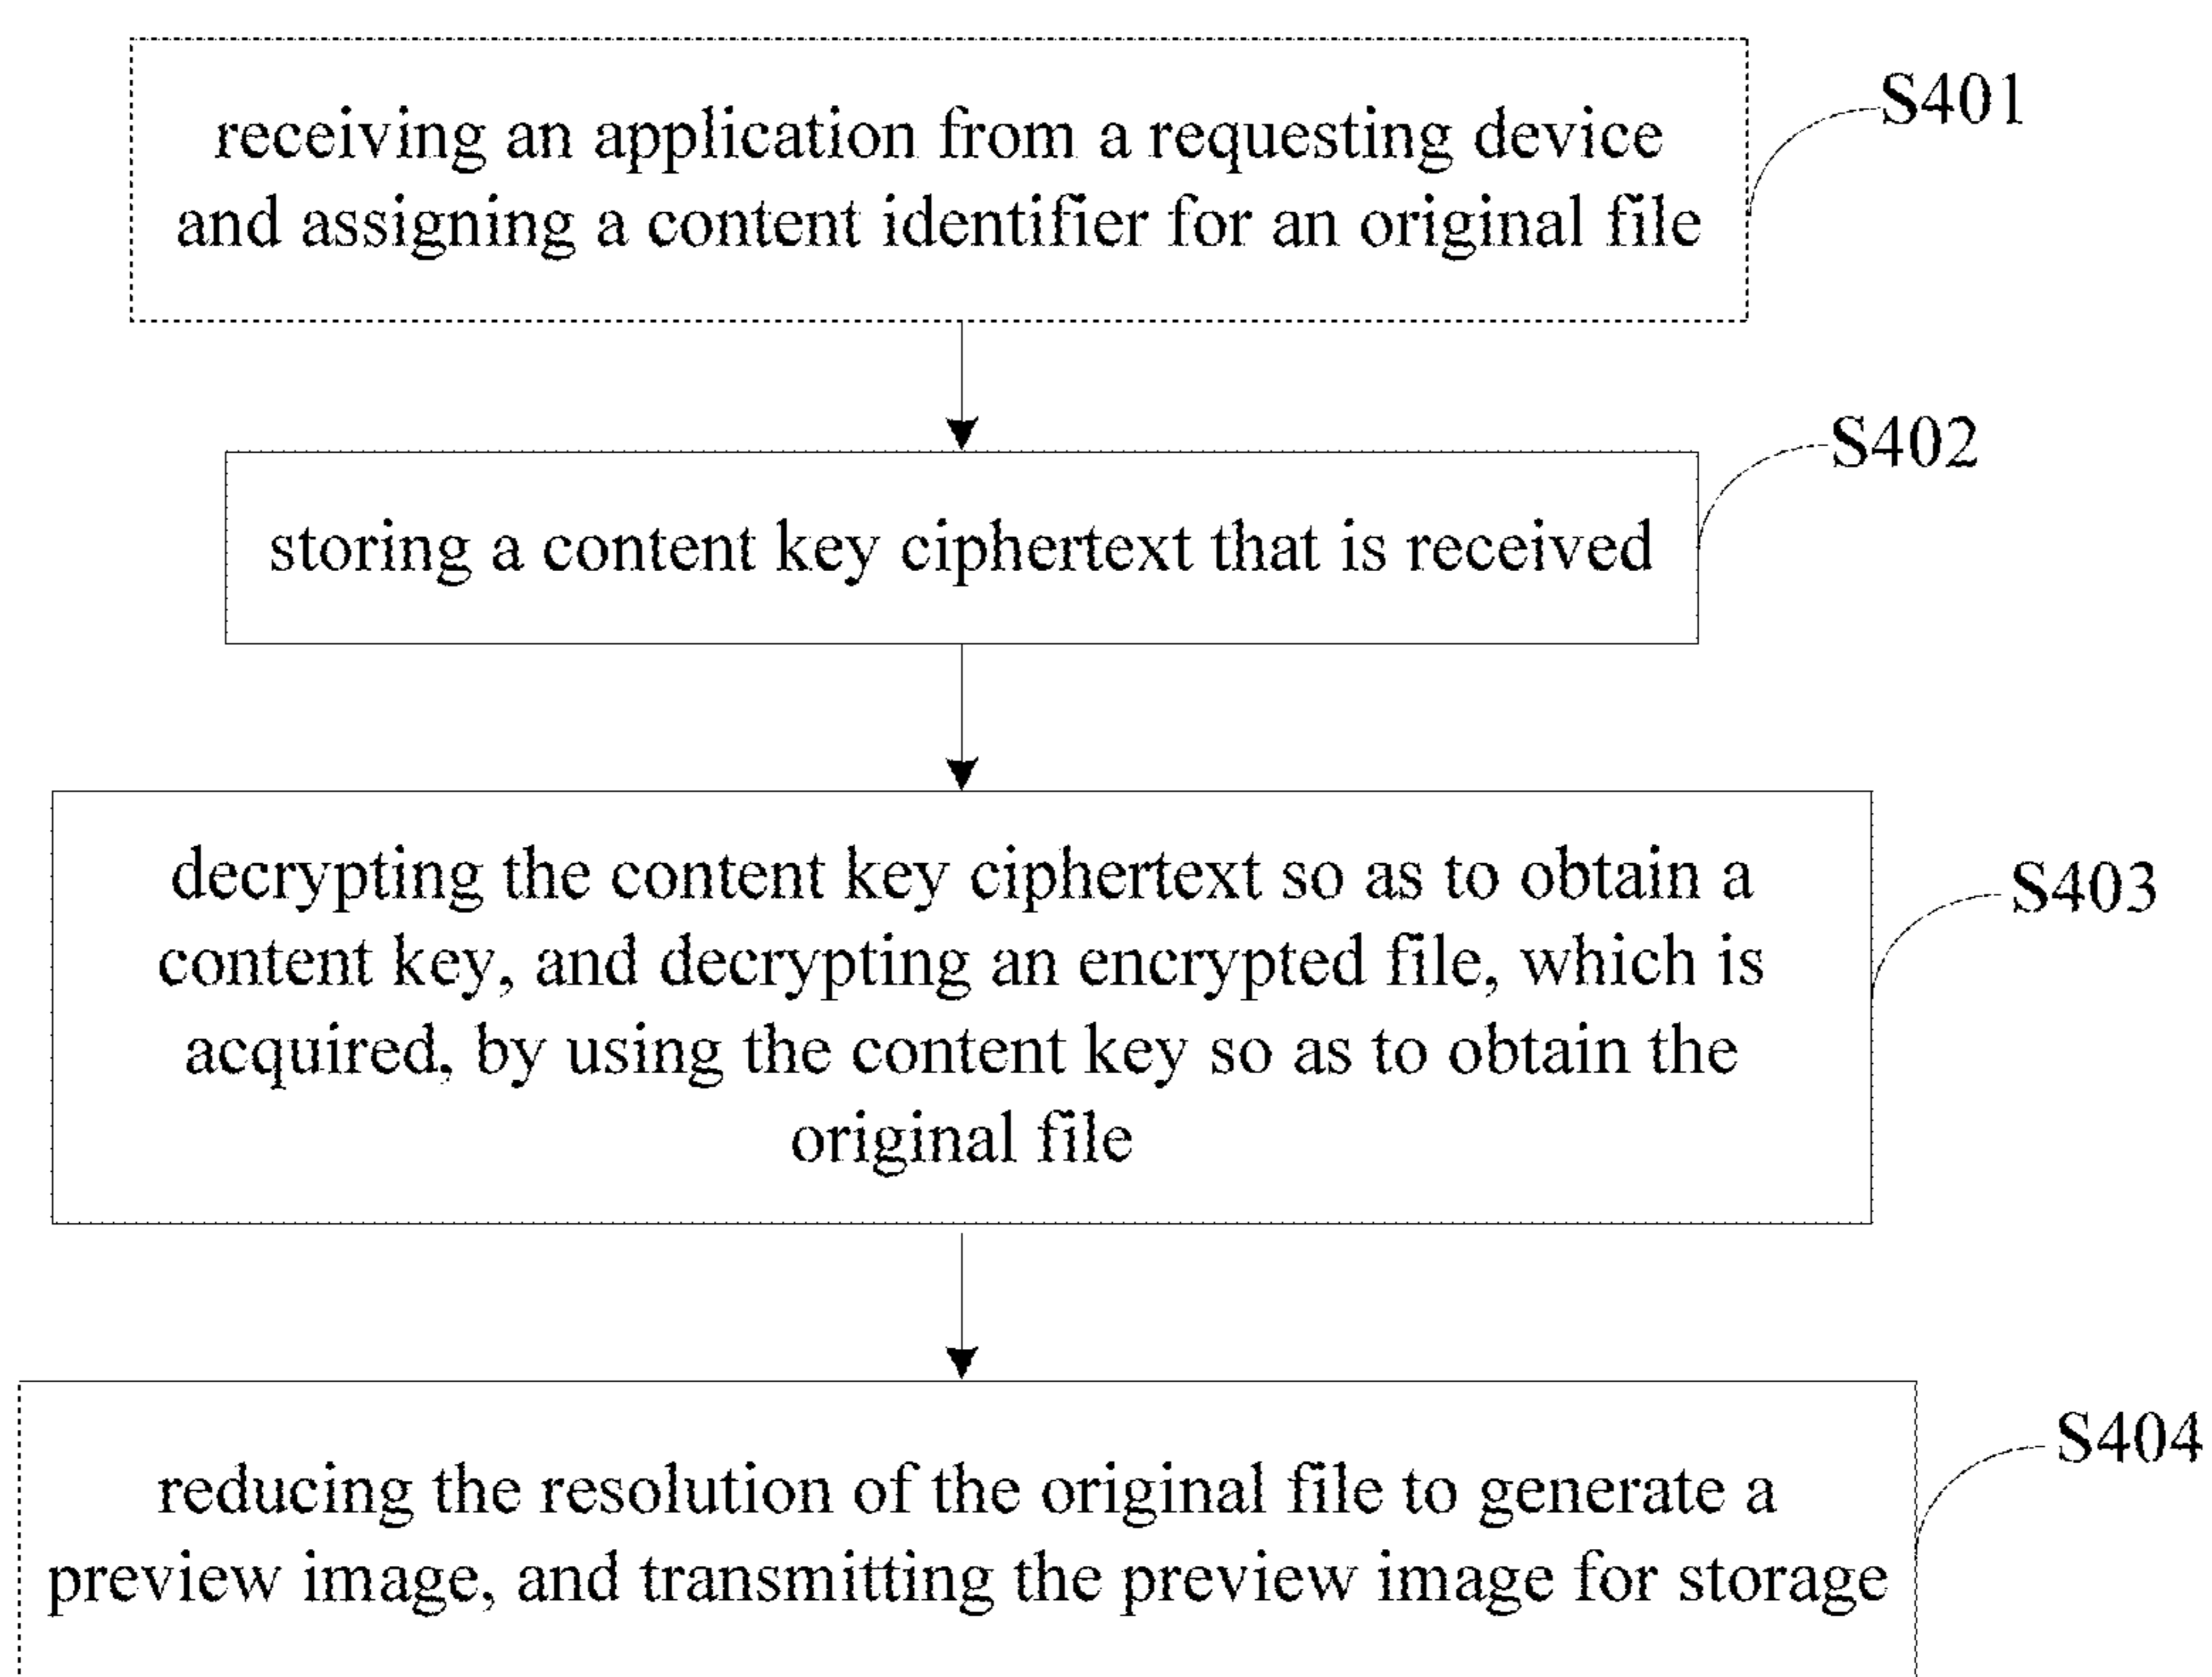 receiving an application from a requesting device
and assigning a content identifier for an original file
S401
storing a content key ciphertext that is received
S402
decrypting the content key ciphertext so as to obtain a
content key, and decrypting an encrypted file, which is
acquired, by using the content key so as to obtain the
original file
S403
reducing the resolution of the original file to generate a
preview image, and transmitting the preview image for storage
S404